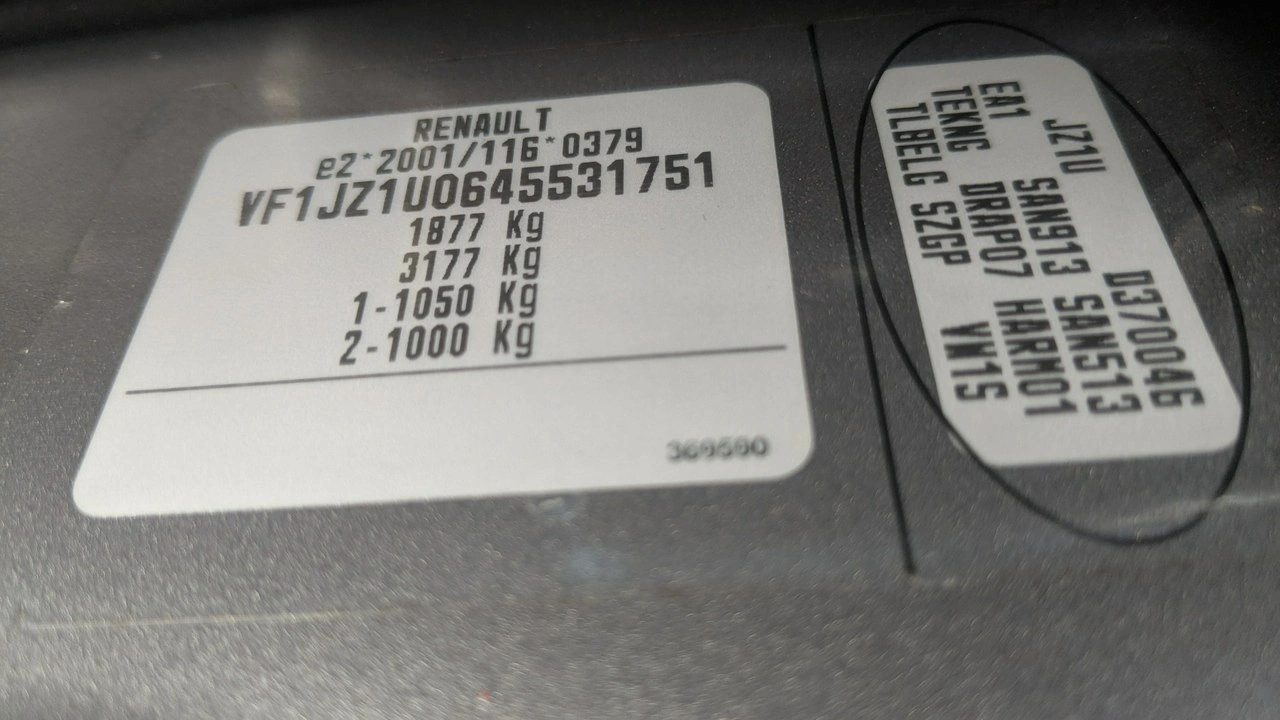 RENAULT
e2*2001/116*0379
VF1JZ1U0645531751
1877 Kg
3177 Kg
1-1050 Kg
2-1000 Kg
369590
JZ1U D370046
EA1 SAN913 SAN513
TEKNG DRAP07 HARM01
TLBELG SZGP VN1S